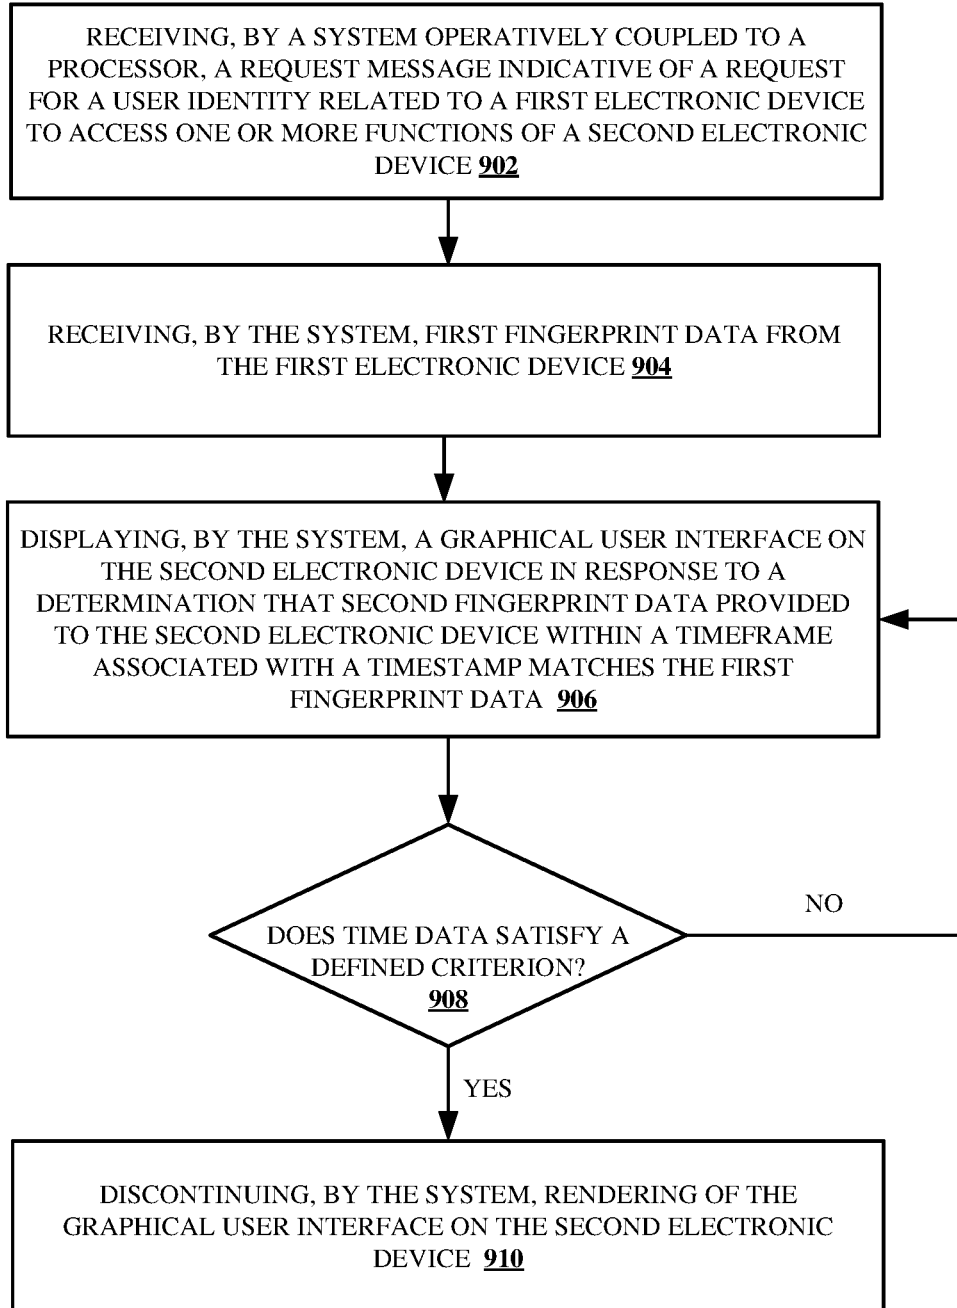 RECEIVING, BY A SYSTEM OPERATIVELY COUPLED TO A
PROCESSOR, A REQUEST MESSAGE INDICATIVE OF A REQUEST
FOR A USER IDENTITY RELATED TO A FIRST ELECTRONIC DEVICE
TO ACCESS ONE OR MORE FUNCTIONS OF A SECOND ELECTRONIC
DEVICE 902
RECEIVING, BY THE SYSTEM, FIRST FINGERPRINT DATA FROM
THE FIRST ELECTRONIC DEVICE 904
DISPLAYING, BY THE SYSTEM, A GRAPHICAL USER INTERFACE ON
THE SECOND ELECTRONIC DEVICE IN RESPONSE TO A
DETERMINATION THAT SECOND FINGERPRINT DATA PROVIDED
TO THE SECOND ELECTRONIC DEVICE WITHIN A TIMEFRAME
ASSOCIATED WITH A TIMESTAMP MATCHES THE FIRST
FINGERPRINT DATA 906
NO
DOES TIME DATA SATISFY A
DEFINED CRITERION?
908
YES
DISCONTINUING, BY THE SYSTEM, RENDERING OF THE
GRAPHICAL USER INTERFACE ON THE SECOND ELECTRONIC
DEVICE 910